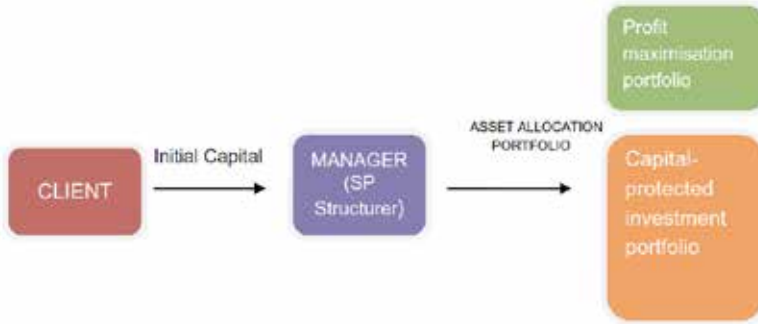 CLIENT
Initial Capital
MANAGER
(SP
Structurer)
ASSET ALLOCATION
PORTFOLIO
Profit
maximisation
portfolio
Capital-
protected
investment
portfolio